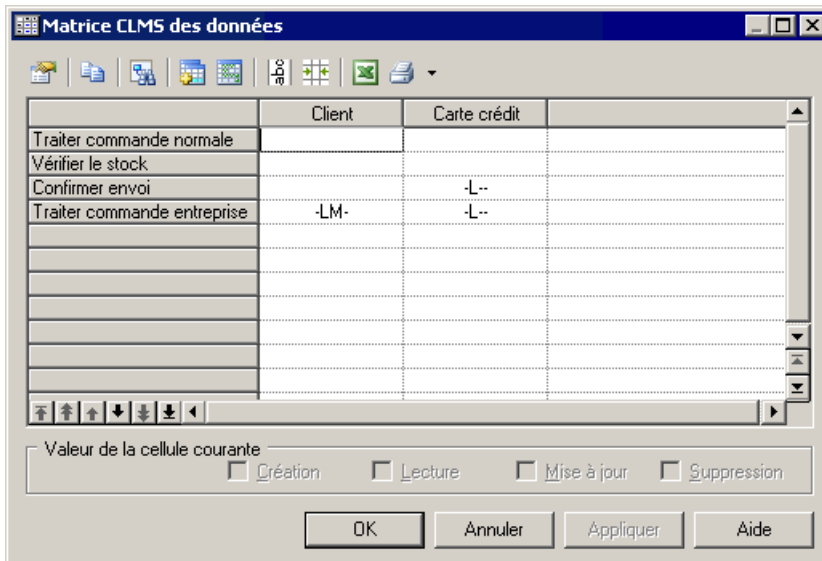 Matrice CLMS des données
abc
Client Carte crédit
Traiter commande normale
Vérifier le stock
Confirmer envoi -L--
Traiter commande entreprise -LM- -L--
Valeur de la cellule courante
Création Lecture Mise à jour Suppression
OK Annuler Appliquer Aide